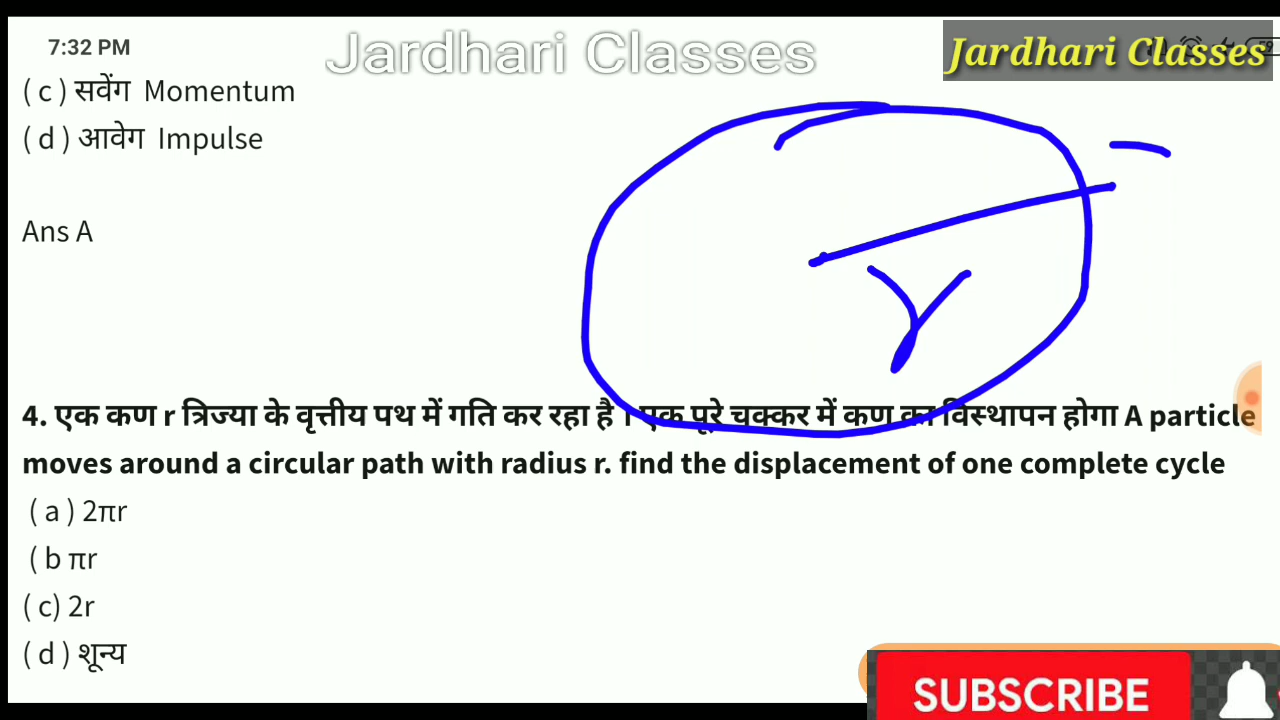 7:32 PM
Jardhari Classes
Jardhari Classes
59
( c ) सवेंग Momentum
( d ) आवेग Impulse
Ans A
r
4. एक कण r त्रिज्या के वृत्तीय पथ में गति कर रहा है । एक पूरे चक्कर में कण का विस्थापन होगा A particle
moves around a circular path with radius r. find the displacement of one complete cycle
( a ) 2πr
( b πr
( c) 2r
( d ) शून्य
SUBSCRIBE